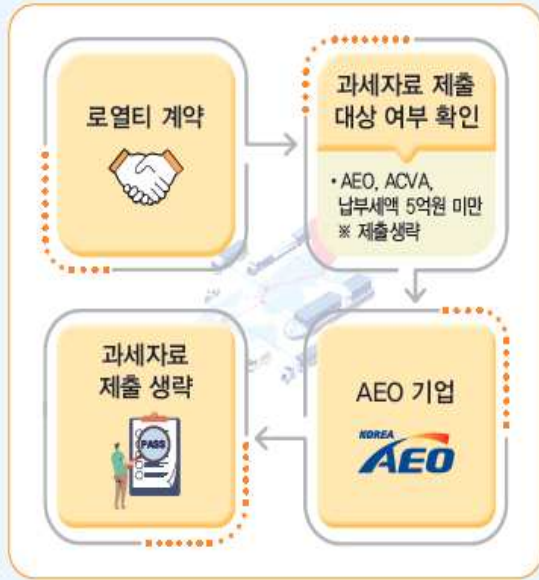 로열티 계약
과세자료 제출
대상 여부 확인
• AEO, ACVA,
납부세액 5억원 미만
※ 제출생략
AEO 기업
KOREA
AEO
과세자료
제출 생략
PASS